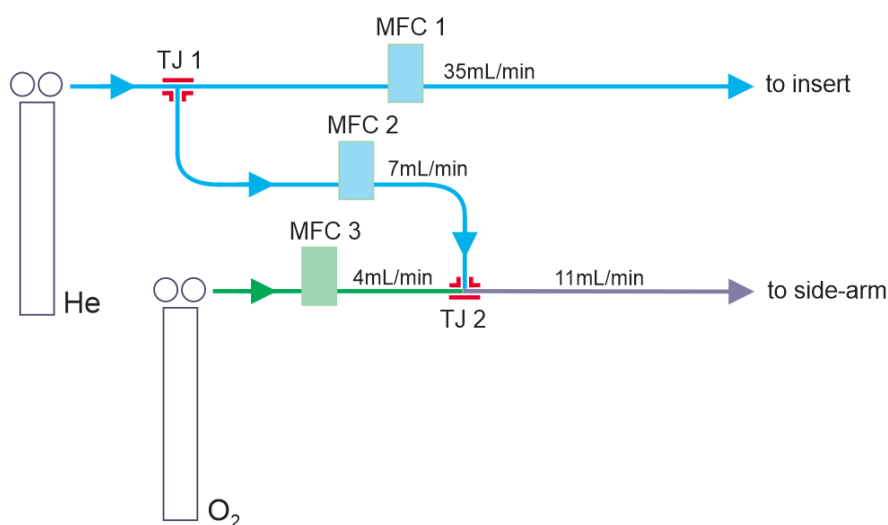 MFC 1
TJ 1
35mL/min
to insert
MFC 2
7mL/min
MFC 3
4mL/min
11mL/min
to side-arm
He
TJ 2
O₂